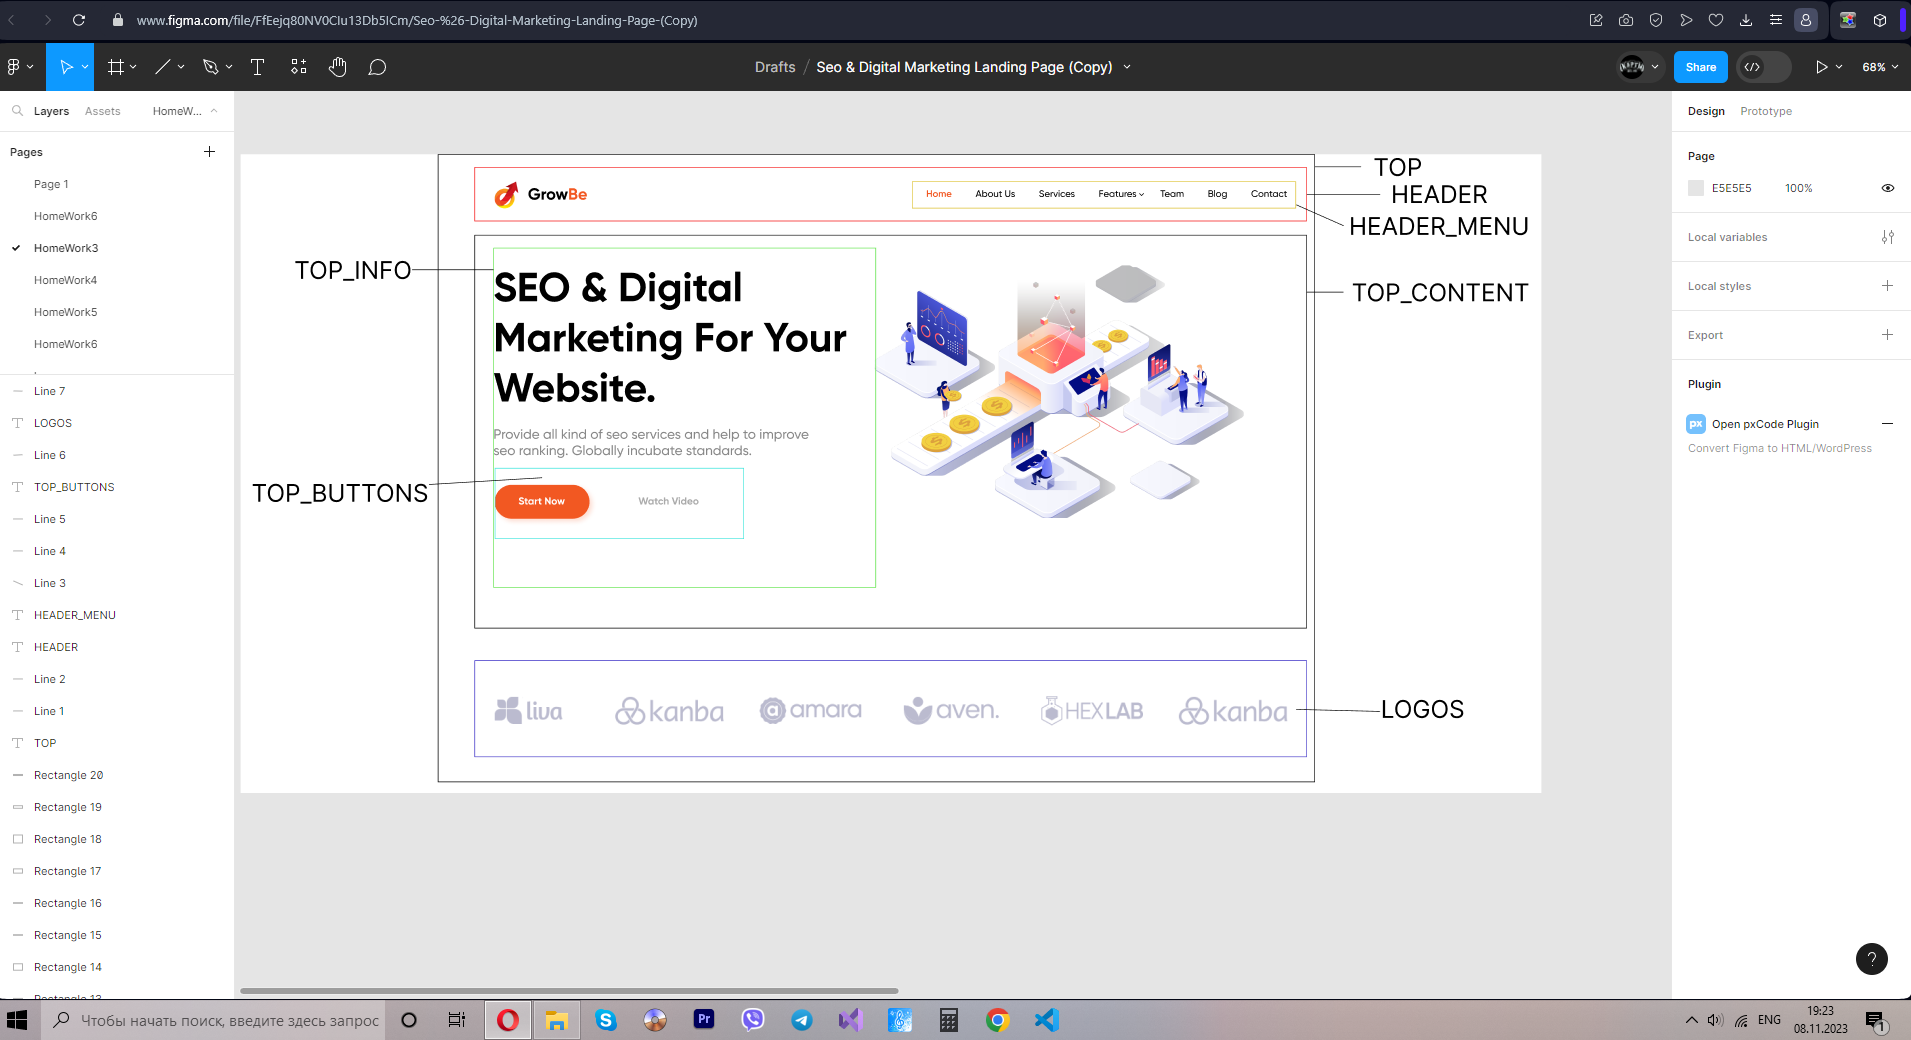 www.figma.com/file/FfEejq80NV0CIu13Db5ICm/Seo-%26-Digital-Marketing-Landing-Page-(Copy)
Drafts / Seo & Digital Marketing Landing Page (Copy)
Share
68%
Layers
Assets
HomeW...
Pages
Page 1
HomeWork6
HomeWork3
HomeWork4
HomeWork5
HomeWork6
Line 7
LOGOS
Line 6
TOP_BUTTONS
Line 5
Line 4
Line 3
HEADER_MENU
HEADER
Line 2
Line 1
TOP
Rectangle 20
Rectangle 19
Rectangle 18
Rectangle 17
Rectangle 16
Rectangle 15
Rectangle 14
Rectangle 13
GrowBe
Home
About Us
Services
Features
Team
Blog
Contact
TOP
HEADER
HEADER_MENU
TOP_INFO
TOP_CONTENT
SEO & Digital
Marketing For Your
Website.
Provide all kind of seo services and help to improve
seo ranking. Globally incubate standards.
TOP_BUTTONS
Start Now
Watch Video
liva
kanba
amara
aven.
HEXLAB
kanba
LOGOS
Design
Prototype
Page
E5E5E5
100%
Local variables
Local styles
Export
Plugin
px
Open pxCode Plugin
Convert Figma to HTML/WordPress
?
Чтобы начать поиск, введите здесь запрос
Pr
ENG
19:23
08.11.2023
1